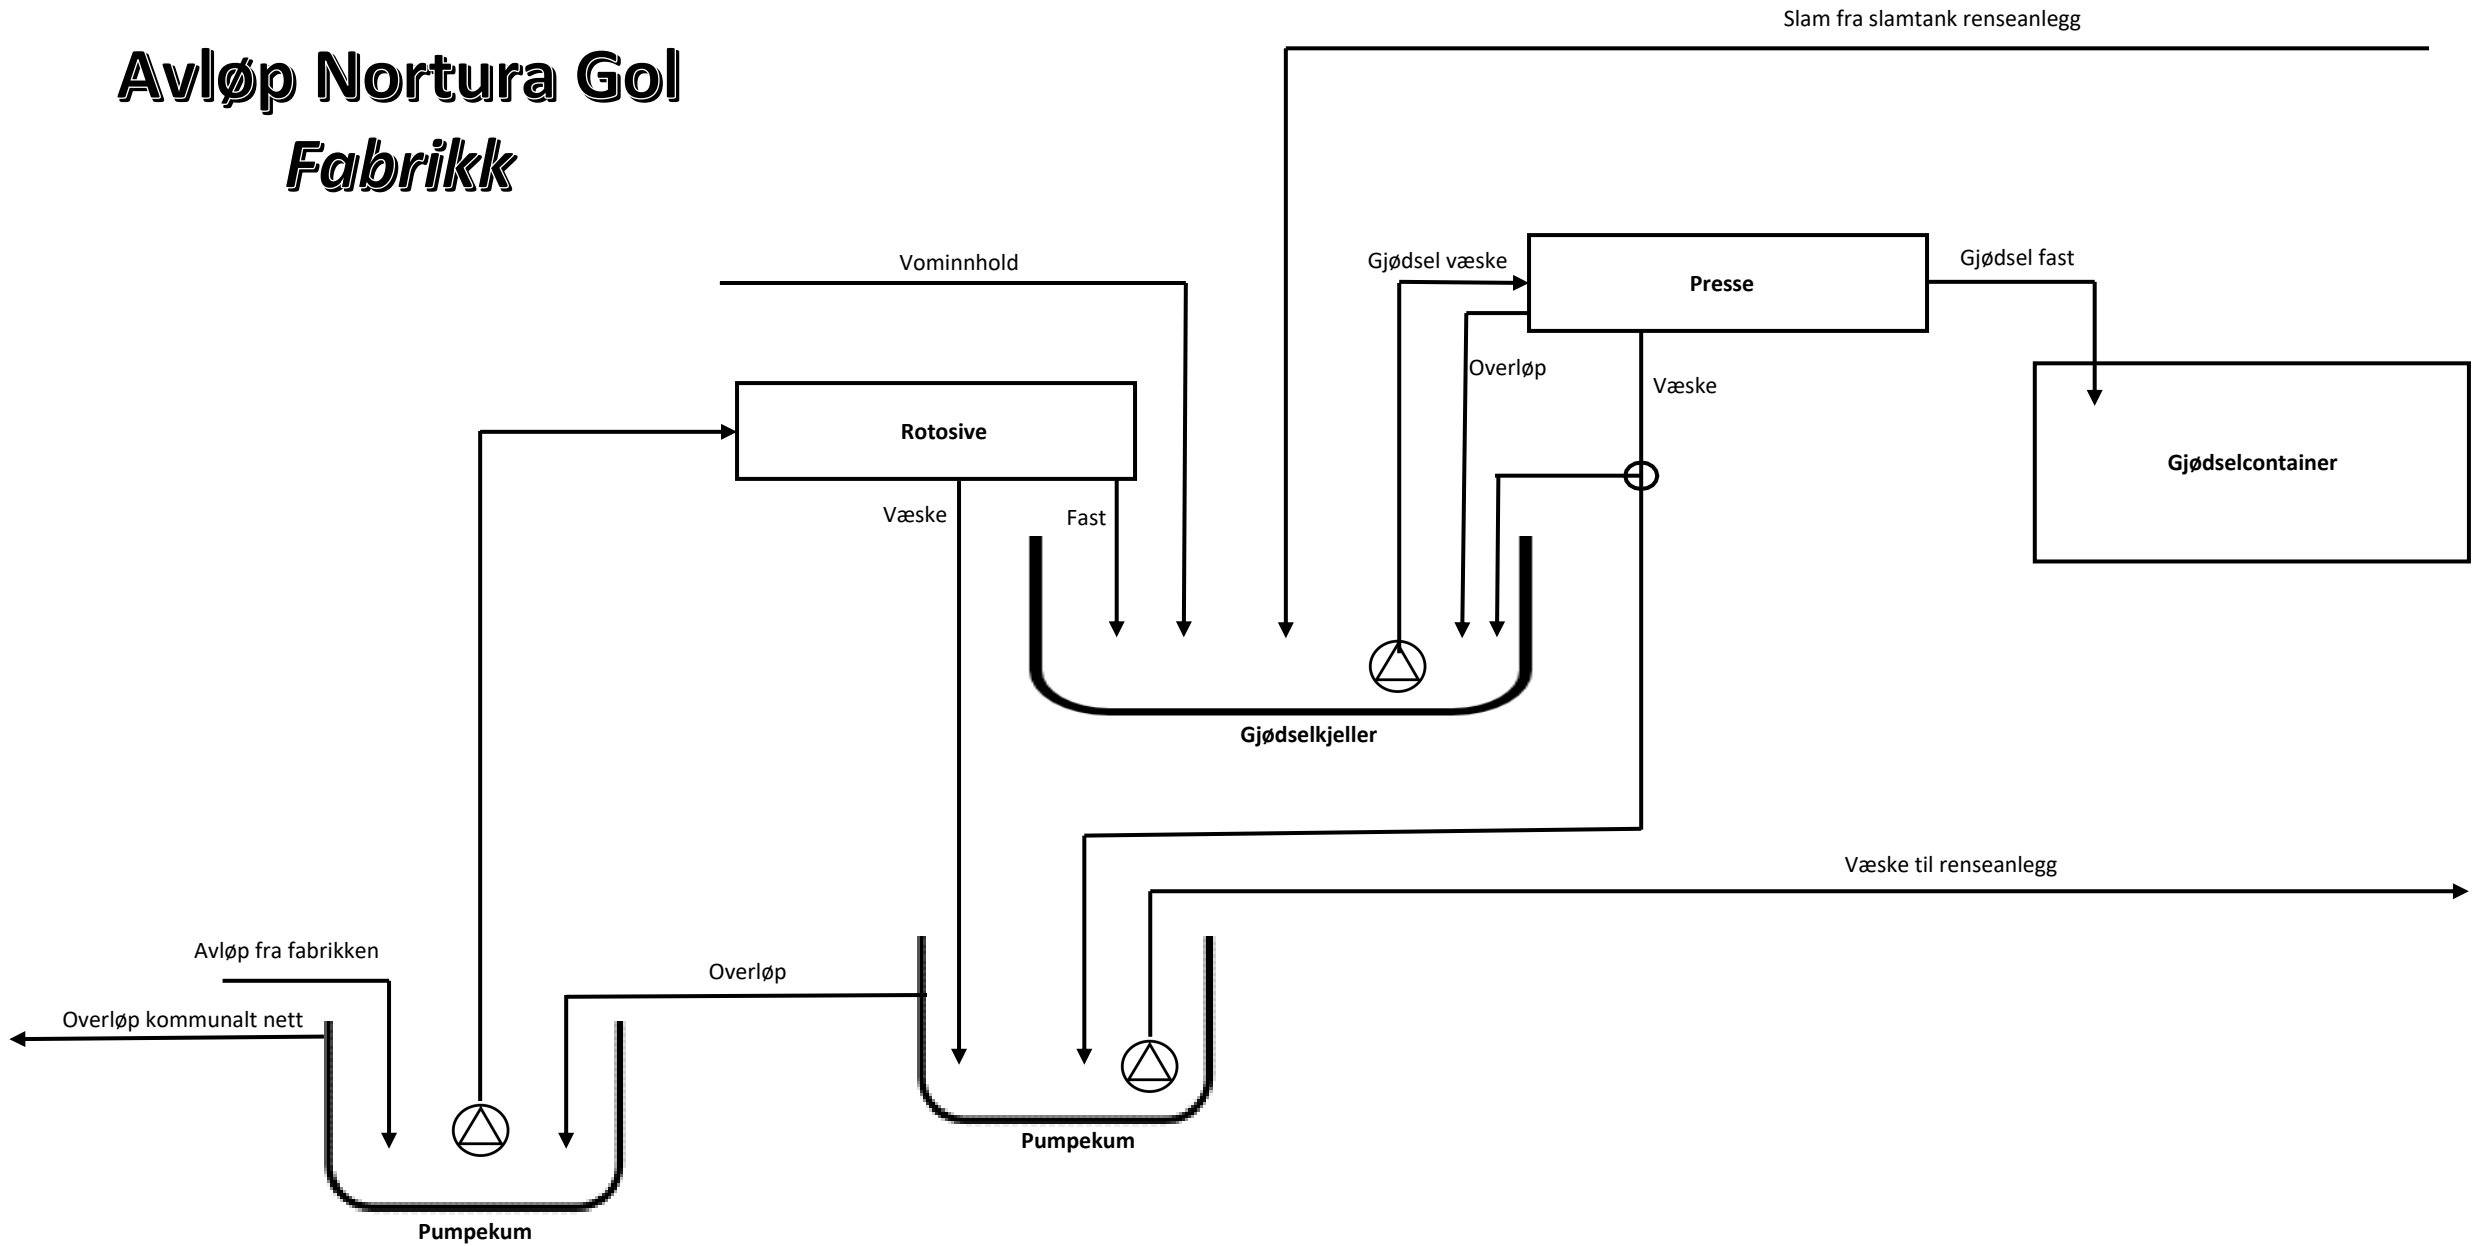 Slam fra slamtank renseanlegg
Avløp Nortura Gol
Fabrikk
Vominnhold
Gjødsel væske
Presse
Gjødsel fast
Overløp
Væske
Rotosive
Gjødselcontainer
Væske
Fast
Gjødselkjeller
Væske til renseanlegg
Avløp fra fabrikken
Overløp
Overløp kommunalt nett
Pumpekum
Pumpekum